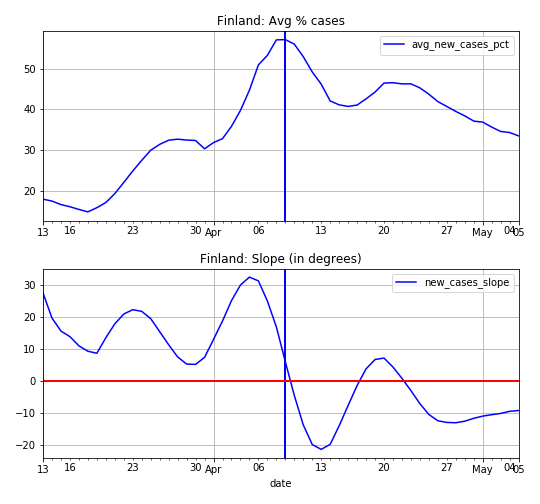 Finland: Avg % cases
avg_new_cases_pct
50
40
30
20
13 16 23 30 Apr 06 13 20 27 May 04 05
Finland: Slope (in degrees)
new_cases_slope
30
20
10
0
−10
−20
13 16 23 30 Apr 06 13 20 27 May 04 05
date